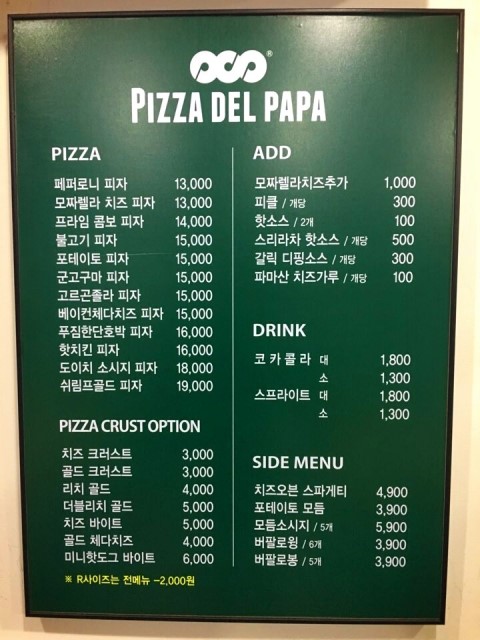 PIZZA DEL PAPA
PIZZA
페퍼로니 피자 13,000
모짜렐라 치즈 피자 13,000
프라임 콤보 피자 14,000
불고기 피자 15,000
포테이토 피자 15,000
군고구마 피자 15,000
고르곤졸라 피자 15,000
베이컨체다치즈 피자 15,000
푸짐한단호박 피자 16,000
핫치킨 피자 16,000
도이치 소시지 피자 18,000
쉬림프골드 피자 19,000
PIZZA CRUST OPTION
치즈 크러스트 3,000
골드 크러스트 3,000
리치 골드 4,000
더블리치 골드 5,000
치즈 바이트 5,000
골드 체다치즈 4,000
미니핫도그 바이트 6,000
※ R사이즈는 전메뉴 -2,000원
ADD
모짜렐라치즈추가 1,000
피클 / 개당 300
핫소스 / 2개 100
스리라차 핫소스 / 개당 500
갈릭 디핑소스 / 개당 300
파마산 치즈가루 / 개당 100
DRINK
코카콜라 대 1,800
소 1,300
스프라이트 대 1,800
소 1,300
SIDE MENU
치즈오븐 스파게티 4,900
포테이토 모듬 3,900
모듬소시지 / 5개 5,900
버팔로윙 / 6개 3,900
버팔로봉 / 5개 3,900